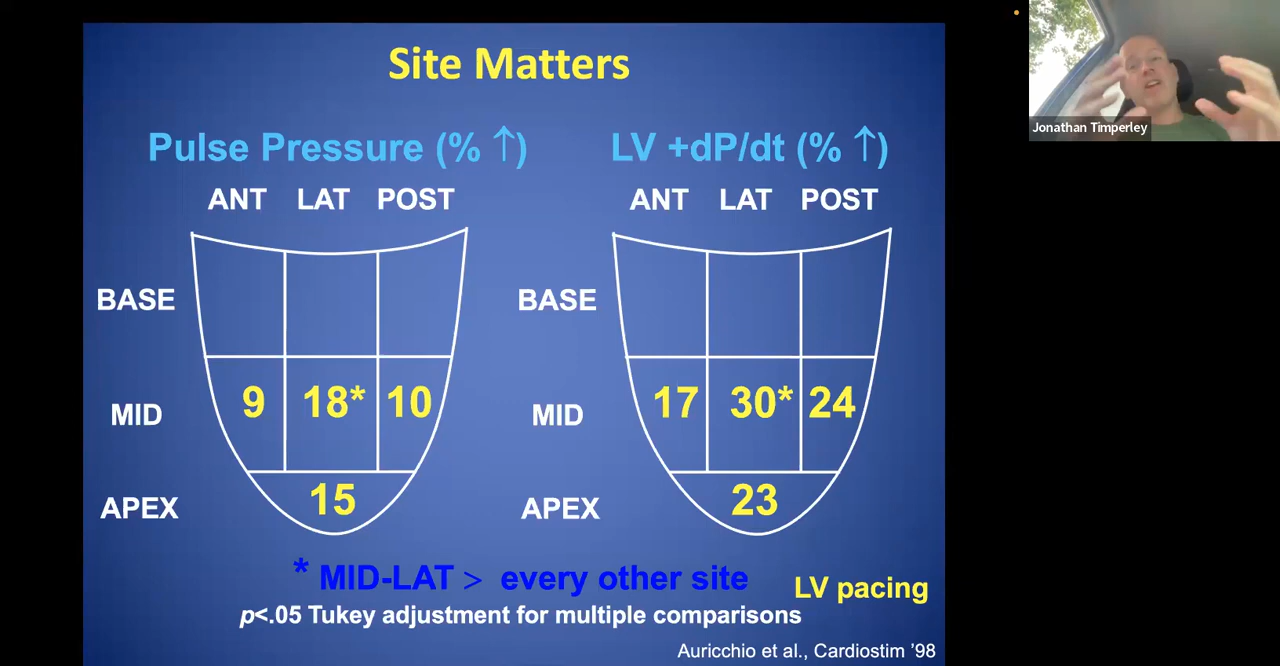 Site Matters
Pulse Pressure (% ↑)
ANT LAT POST
BASE
MID 9 18* 10
APEX 15
LV +dP/dt (% ↑)
ANT LAT POST
BASE
MID 17 30* 24
APEX 23
* MID-LAT > every other site
LV pacing
p<.05 Tukey adjustment for multiple comparisons
Auricchio et al., Cardiostim ’98
Jonathan Timperley